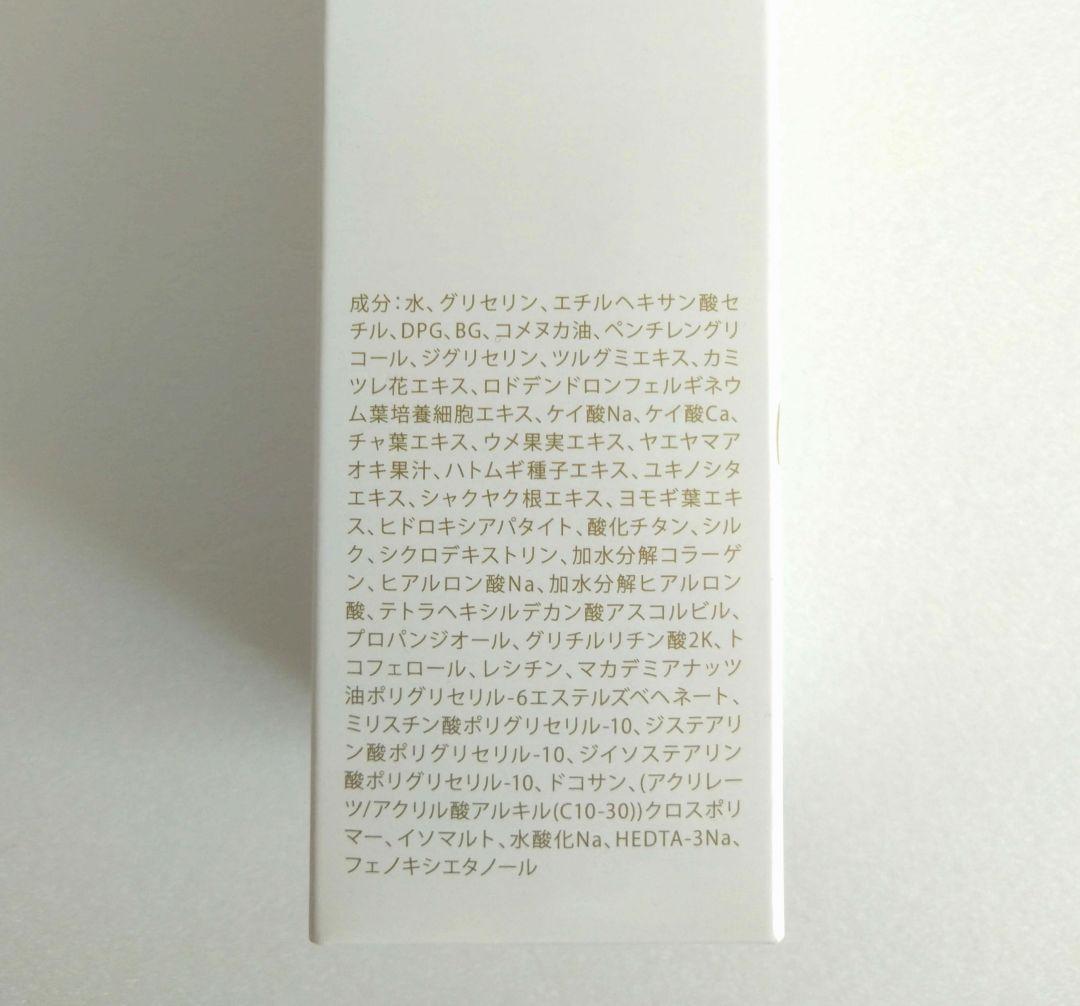 成分：水、グリセリン、エチルヘキサン酸セ
チル、DPG、BG、コメヌカ油、ペンチレングリ
コール、ジグリセリン、ツルグミエキス、カミ
ツレ花エキス、ロドデンドロンフェルギネウ
ム葉培養細胞エキス、ケイ酸Na、ケイ酸Ca、
チャ葉エキス、ウメ果実エキス、ヤエヤマア
オキ果汁、ハトムギ種子エキス、ユキノシタ
エキス、シャクヤク根エキス、ヨモギ葉エキ
ス、ヒドロキシアパタイト、酸化チタン、シル
ク、シクロデキストリン、加水分解コラーゲ
ン、ヒアルロン酸Na、加水分解ヒアルロン
酸、テトラヘキシルデカン酸アスコルビル、
プロパンジオール、グリチルリチン酸2K、ト
コフェロール、レシチン、マカデミアナッツ
油ポリグリセリル-6エステルズベヘネート、
ミリスチン酸ポリグリセリル-10、ジステアリ
ン酸ポリグリセリル-10、ジイソステアリン
酸ポリグリセリル-10、ドコサン、(アクリレー
ツ/アクリル酸アルキル(C10-30))クロスポリ
マー、イソマルト、水酸化Na、HEDTA-3Na、
フェノキシエタノール